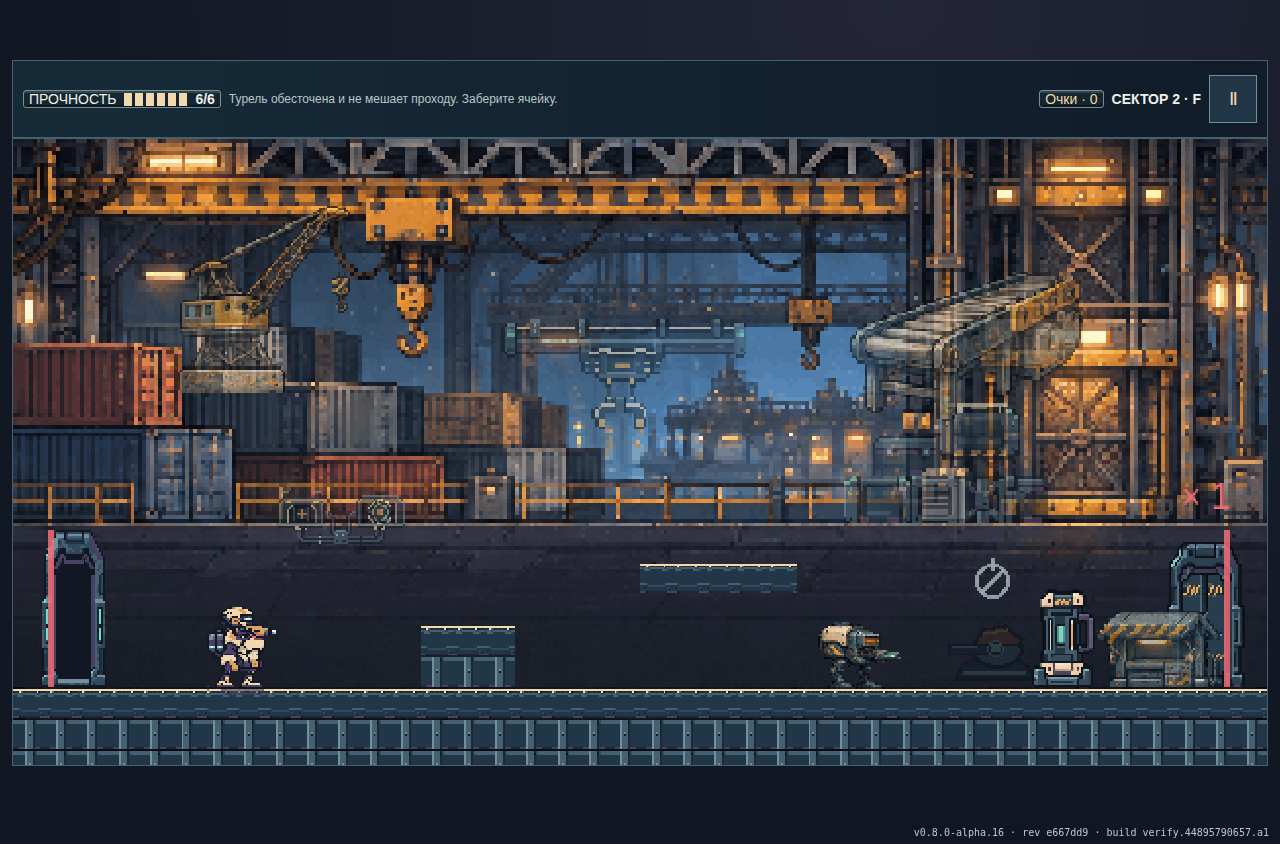 ПРОЧНОСТЬ 6/6 Турель обесточена и не мешает проходу. Заберите ячейку. Очки · 0 СЕКТОР 2 · F II
× 1
v0.8.0-alpha.16 · rev e667dd9 · build verify.44895790657.a1